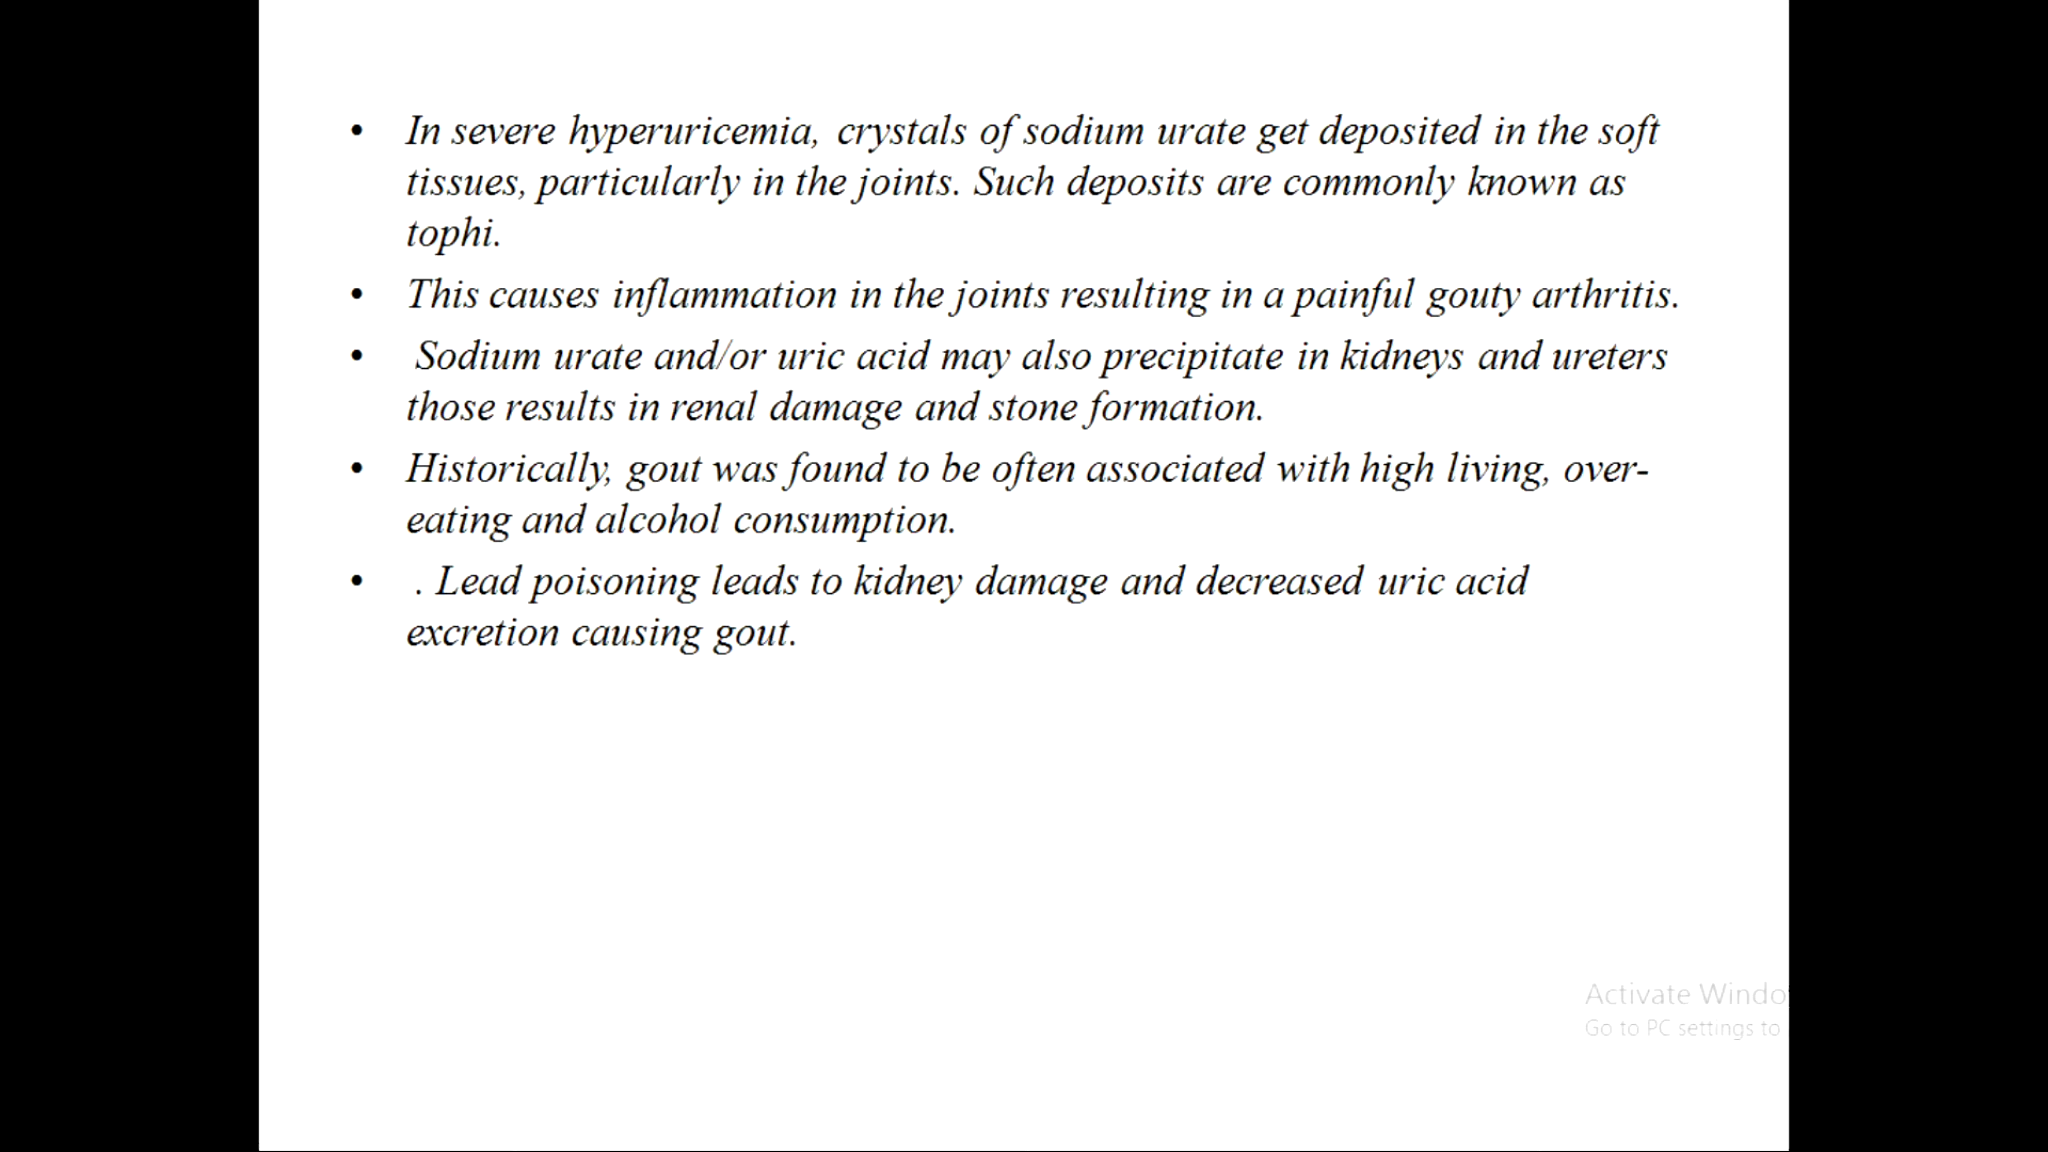 • In severe hyperuricemia, crystals of sodium urate get deposited in the soft
tissues, particularly in the joints. Such deposits are commonly known as
tophi.
• This causes inflammation in the joints resulting in a painful gouty arthritis.
• Sodium urate and/or uric acid may also precipitate in kidneys and ureters
those results in renal damage and stone formation.
• Historically, gout was found to be often associated with high living, over-
eating and alcohol consumption.
• . Lead poisoning leads to kidney damage and decreased uric acid
excretion causing gout.
Activate Windo
Go to PC settings to